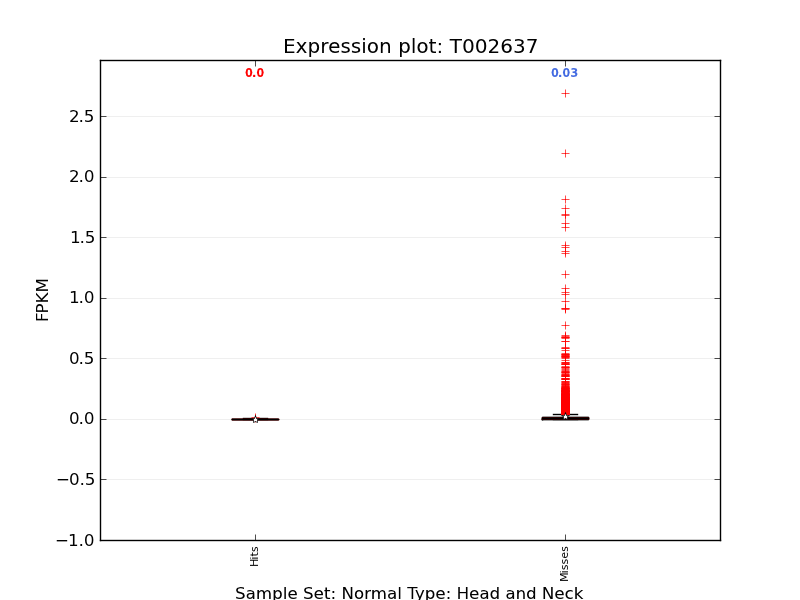 Expression plot: T002637
0.0
0.03
2.5
2.0
1.5
1.0
0.5
0.0
−0.5
−1.0
FPKM
Hits
Misses
Sample Set: Normal Type: Head and Neck